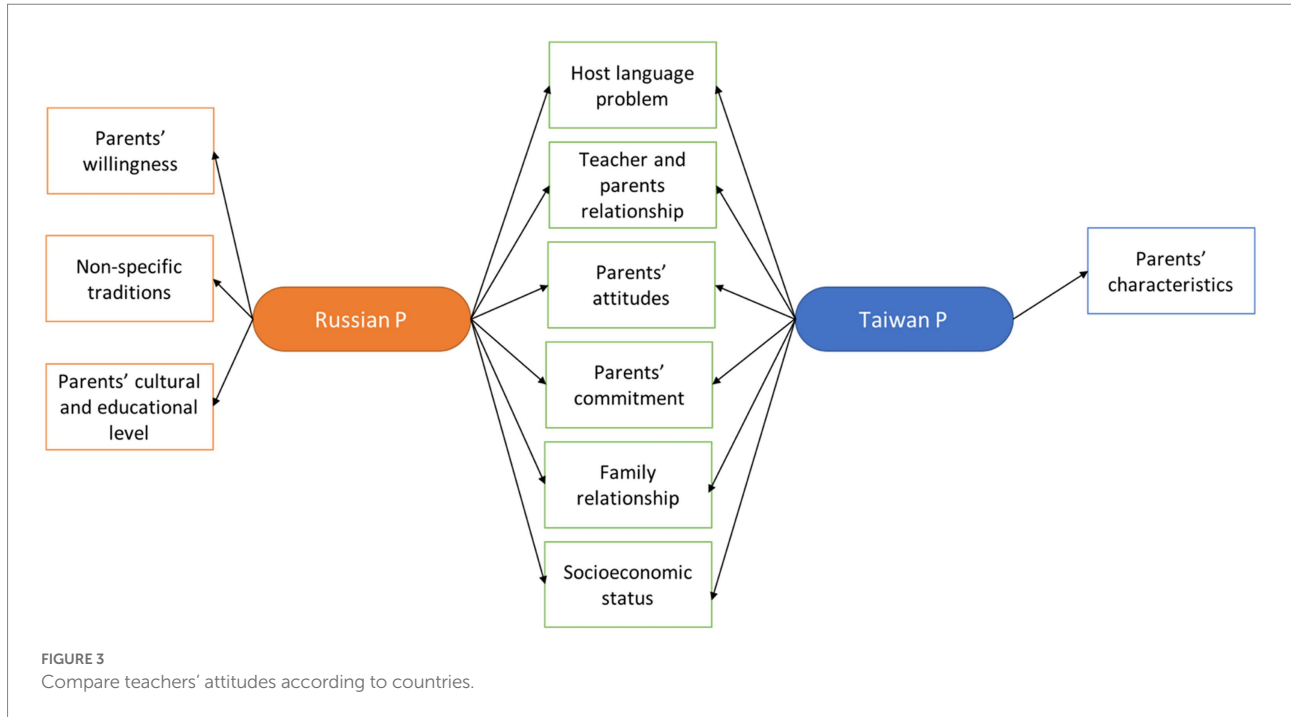 Parents’
willingness
Non-specific
traditions
Parents’ cultural
and educational
level
Russian P
Host language
problem
Teacher and
parents
relationship
Parents’
attitudes
Parents’
commitment
Family
relationship
Socioeconomic
status
Taiwan P
Parents’
characteristics
FIGURE 3
Compare teachers’ attitudes according to countries.